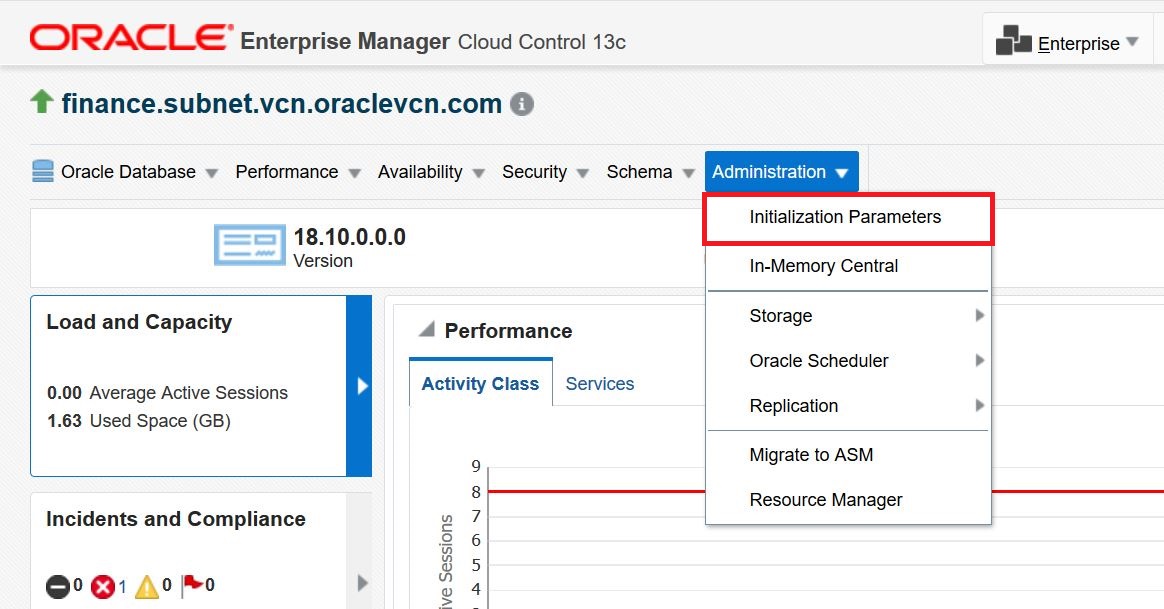 ORACLE® Enterprise Manager Cloud Control 13c
Enterprise
finance.subnet.vcn.oraclevcn.com i
Oracle Database Performance Availability Security Schema Administration
Initialization Parameters
In-Memory Central
Storage
Oracle Scheduler
Replication
Migrate to ASM
Resource Manager
18.10.0.0.0
Version
Load and Capacity
0.00 Average Active Sessions
1.63 Used Space (GB)
Incidents and Compliance
0 1 0 0
Performance
Activity Class Services
9
8
7
6
5
4